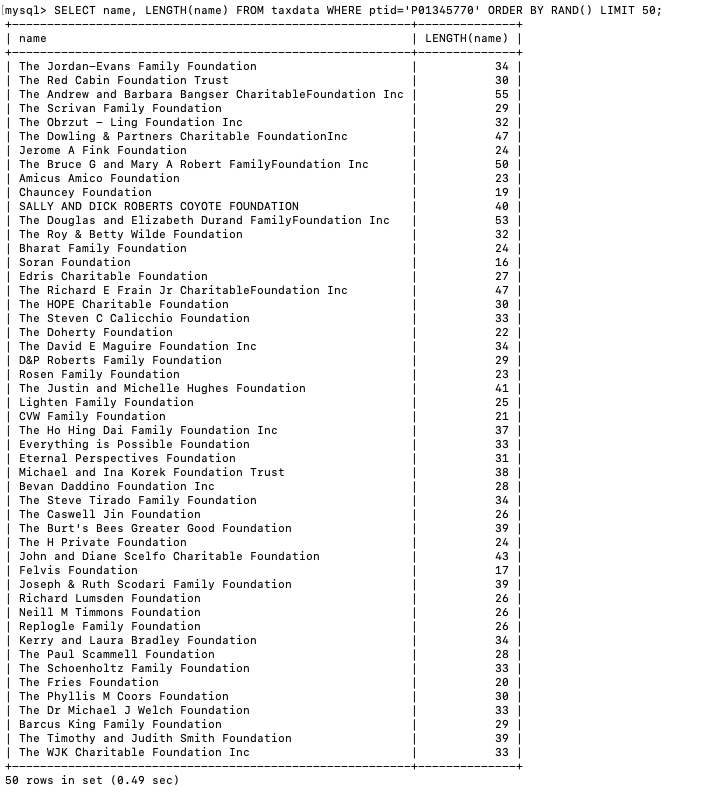 [mysql> SELECT name, LENGTH(name) FROM taxdata WHERE ptid='P01345770' ORDER BY RAND() LIMIT 50;
+---------------------------------------------------------+---------------+
| name | LENGTH(name) |
+---------------------------------------------------------+---------------+
| The Jordan-Evans Family Foundation | 34 |
| The Red Cabin Foundation Trust | 30 |
| The Andrew and Barbara Bangser CharitableFoundation Inc | 55 |
| The Scrivan Family Foundation | 29 |
| The Obrzut - Ling Foundation Inc | 32 |
| The Dowling & Partners Charitable FoundationInc | 47 |
| Jerome A Fink Foundation | 24 |
| The Bruce G and Mary A Robert FamilyFoundation Inc | 50 |
| Amicus Amico Foundation | 23 |
| Chauncey Foundation | 19 |
| SALLY AND DICK ROBERTS COYOTE FOUNDATION | 40 |
| The Douglas and Elizabeth Durand FamilyFoundation Inc | 53 |
| The Roy & Betty Wilde Foundation | 32 |
| Bharat Family Foundation | 24 |
| Soran Foundation | 16 |
| Edris Charitable Foundation | 27 |
| The Richard E Frain Jr CharitableFoundation Inc | 47 |
| The HOPE Charitable Foundation | 30 |
| The Steven C Calicchio Foundation | 33 |
| The Doherty Foundation | 22 |
| The David E Maguire Foundation Inc | 34 |
| D&P Roberts Family Foundation | 29 |
| Rosen Family Foundation | 23 |
| The Justin and Michelle Hughes Foundation | 41 |
| Lighten Family Foundation | 25 |
| CVW Family Foundation | 21 |
| The Ho Hing Dai Family Foundation Inc | 37 |
| Everything is Possible Foundation | 33 |
| Eternal Perspectives Foundation | 31 |
| Michael and Ina Korek Foundation Trust | 38 |
| Bevan Daddino Foundation Inc | 28 |
| The Steve Tirado Family Foundation | 34 |
| The Caswell Jin Foundation | 26 |
| The Burt's Bees Greater Good Foundation | 39 |
| The H Private Foundation | 24 |
| John and Diane Scelfo Charitable Foundation | 43 |
| Felvis Foundation | 17 |
| Joseph & Ruth Scodari Family Foundation | 39 |
| Richard Lumsden Foundation | 26 |
| Neill M Timmons Foundation | 26 |
| Replogle Family Foundation | 26 |
| Kerry and Laura Bradley Foundation | 34 |
| The Paul Scammell Foundation | 28 |
| The Schoenholtz Family Foundation | 33 |
| The Fries Foundation | 20 |
| The Phyllis M Coors Foundation | 30 |
| The Dr Michael J Welch Foundation | 33 |
| Barcus King Family Foundation | 29 |
| The Timothy and Judith Smith Foundation | 39 |
| The WJK Charitable Foundation Inc | 33 |
+---------------------------------------------------------+---------------+
50 rows in set (0.49 sec)